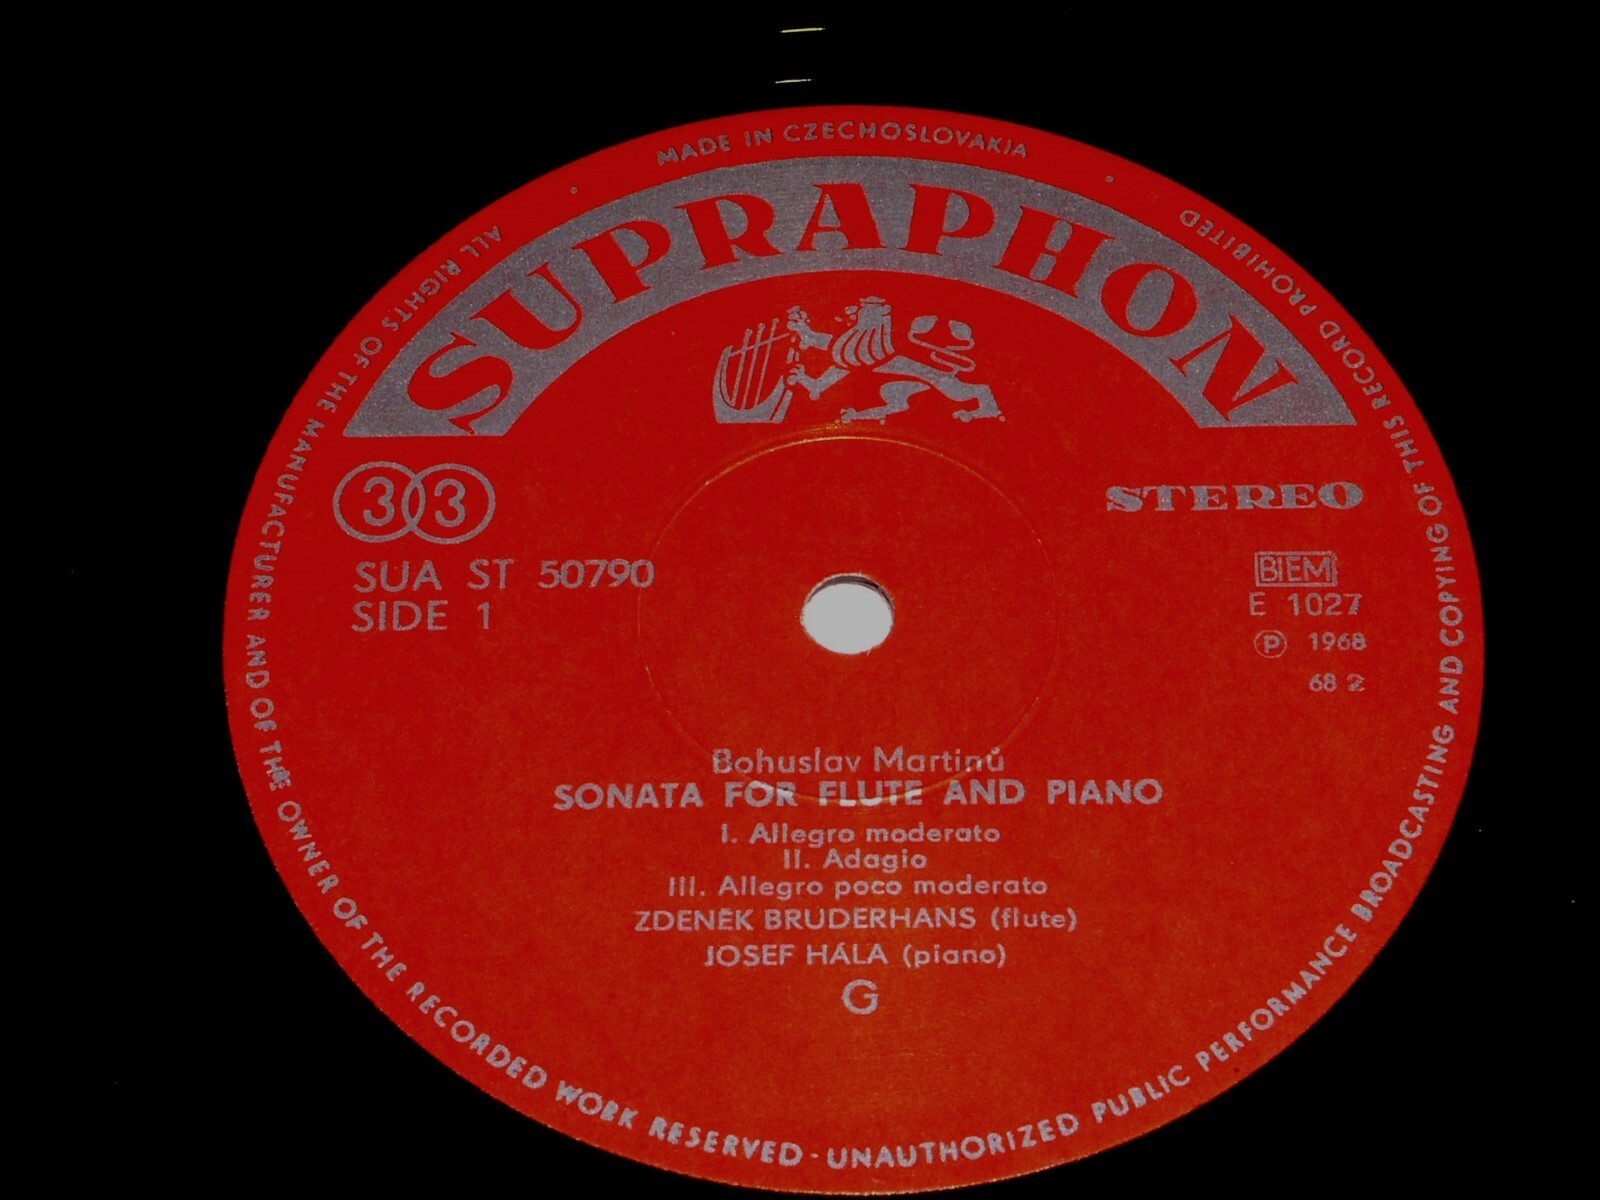 MADE IN CZECHOSLOVAKIA
SUPRAPHON
33
STEREO
SUA ST 50790
SIDE 1
BIEM
E 1027
Ⓟ 1968
68 2
Bohuslav Martinů
SONATA FOR FLUTE AND PIANO
I. Allegro moderato
II. Adagio
III. Allegro poco moderato
ZDENĚK BRUDERHANS (flute)
JOSEF HÁLA (piano)
G
ALL RIGHTS OF THE MANUFACTURER AND OF THE OWNER OF THE RECORDED WORK RESERVED · UNAUTHORIZED PUBLIC PERFORMANCE BROADCASTING AND COPYING OF THIS RECORD PROHIBITED